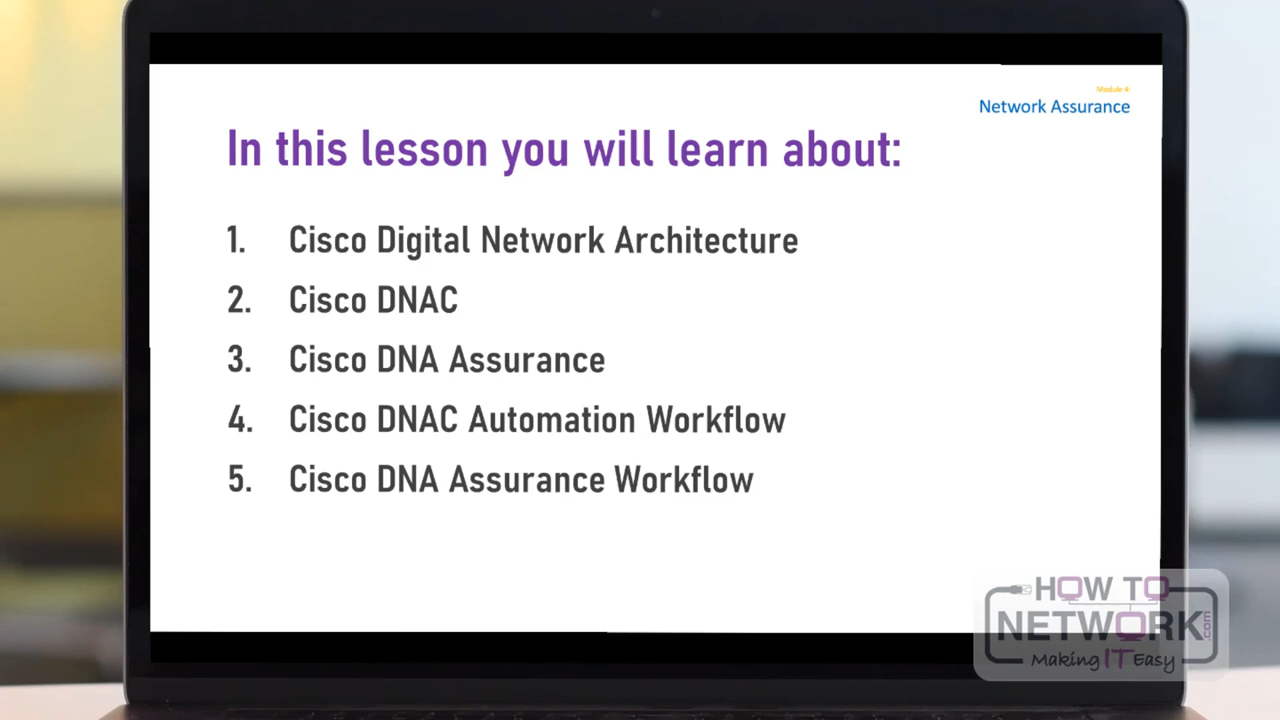 Module 4:
Network Assurance
In this lesson you will learn about:
1. Cisco Digital Network Architecture
2. Cisco DNAC
3. Cisco DNA Assurance
4. Cisco DNAC Automation Workflow
5. Cisco DNA Assurance Workflow
HOW TO
NETWORK.com
Making IT Easy